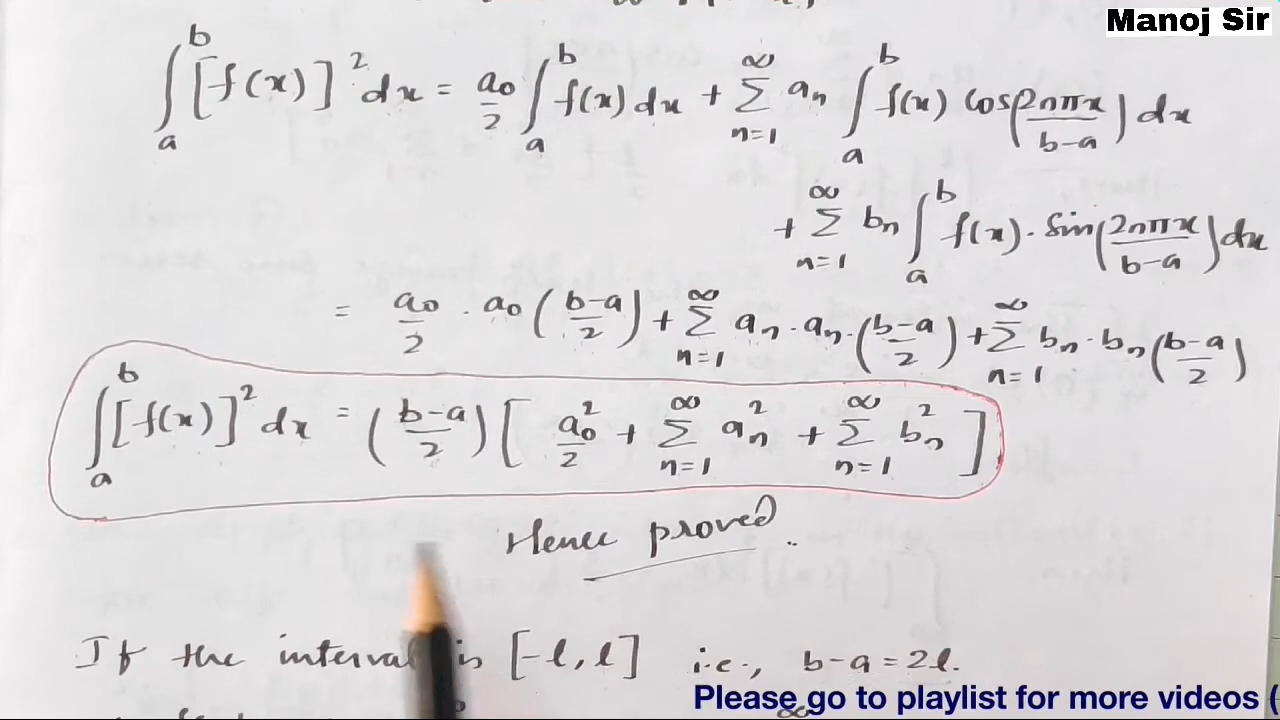 Manoj Sir
∫_a^b [f(x)]² dx = a₀/2 ∫_a^b f(x) dx + Σ_{n=1}^∞ aₙ ∫_a^b f(x) cos(2nπx/(b-a)) dx
+ Σ_{n=1}^∞ bₙ ∫_a^b f(x) · sin(2nπx/(b-a)) dx
= a₀/2 · a₀ ((b-a)/2) + Σ_{n=1}^∞ aₙ · aₙ · ((b-a)/2) + Σ_{n=1}^∞ bₙ · bₙ ((b-a)/2)
∫_a^b [f(x)]² dx = ((b-a)/2) [ a₀²/2 + Σ_{n=1}^∞ aₙ² + Σ_{n=1}^∞ bₙ² ]
Hence proved.
If the interval is [-l, l] i.e., b-a = 2l.
Please go to playlist for more videos (